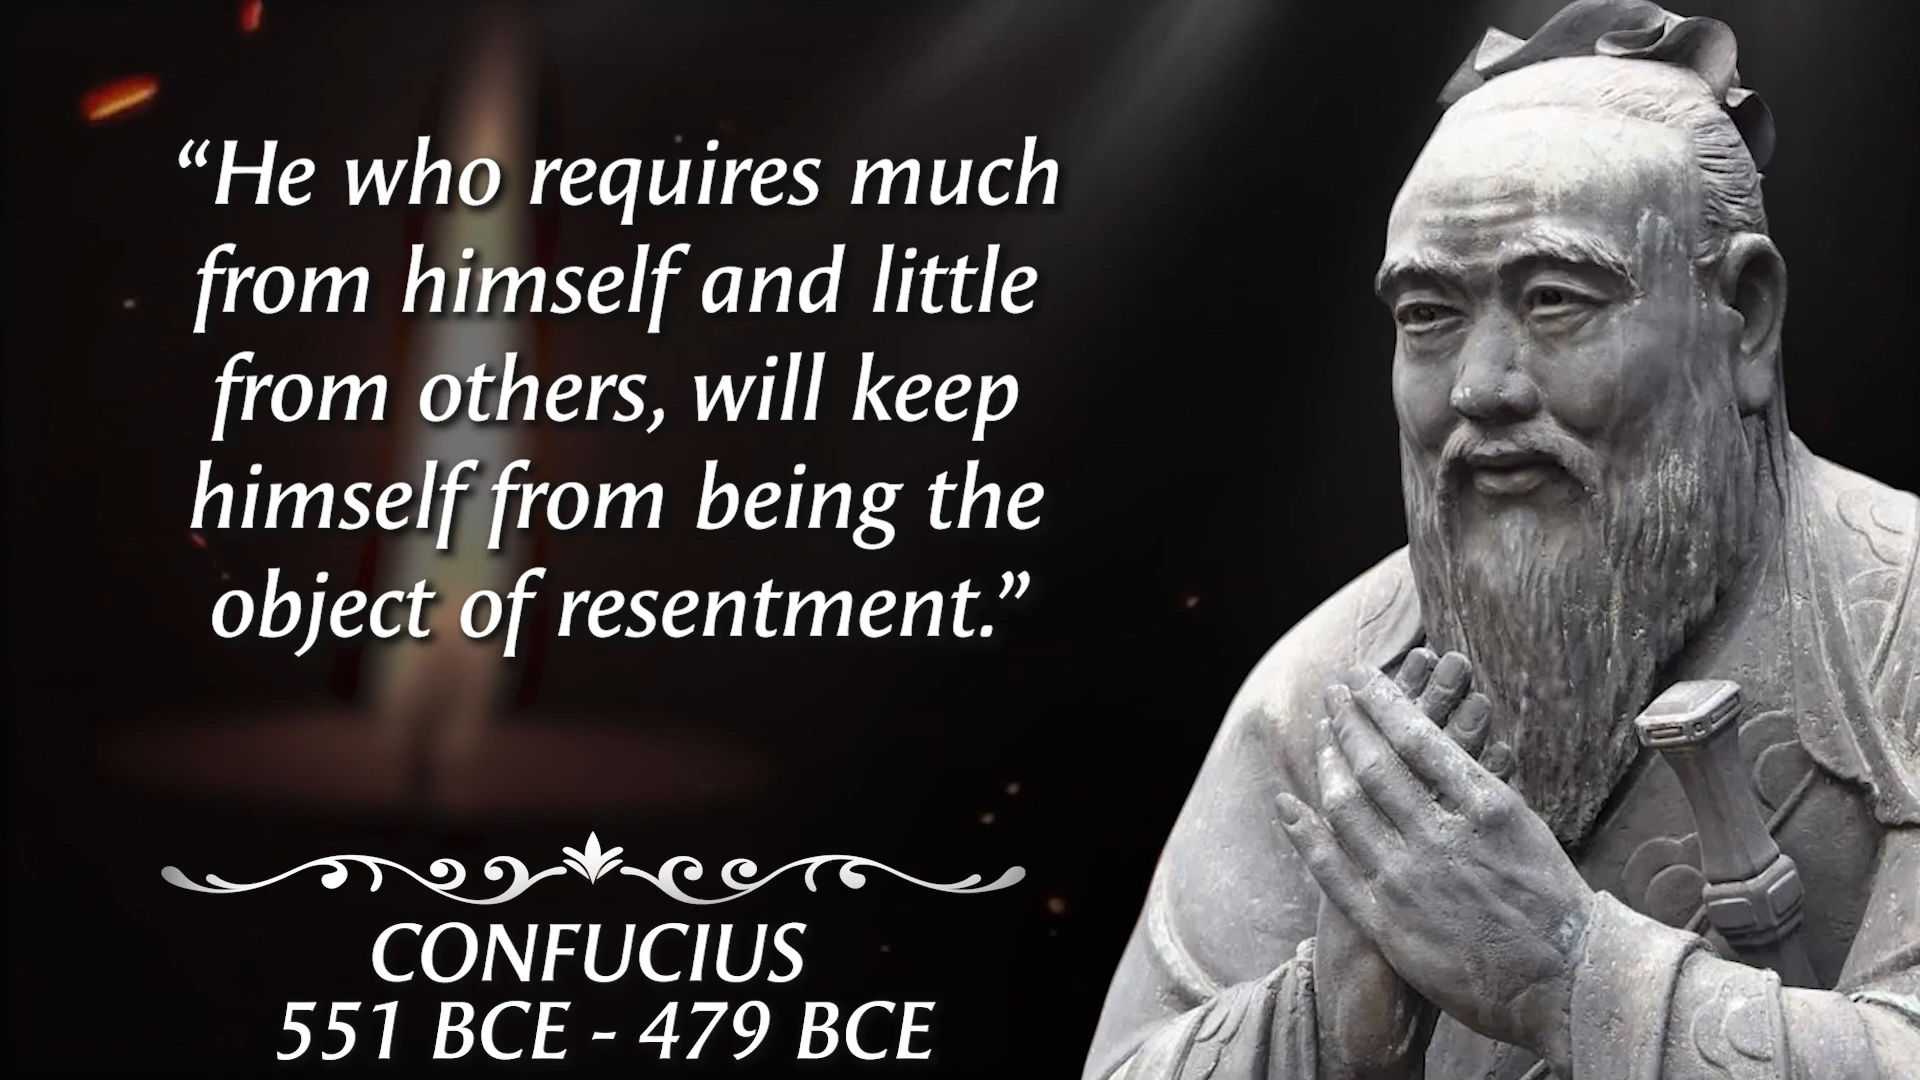 “He who requires much
from himself and little
from others, will keep
himself from being the
object of resentment.”
CONFUCIUS
551 BCE - 479 BCE